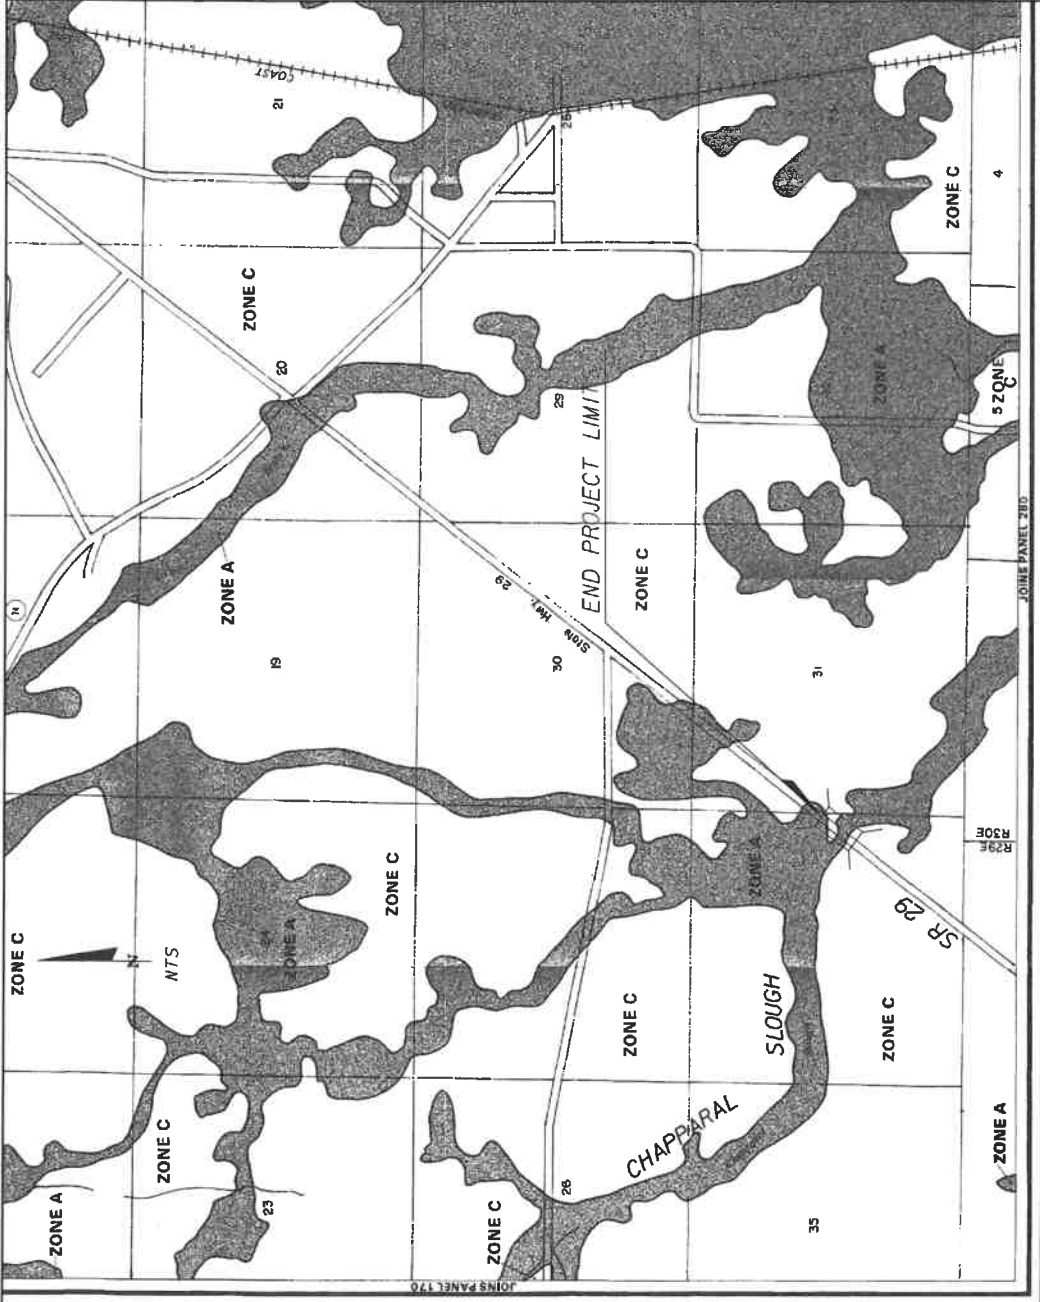 COAST
21
ZONE C
4
28
ZONE C
20
ZONE A
5 ZONE
C
29
END PROJECT LIMITS
ZONE C
JOINS PANEL 280
ZONE A
State Hwy. 29
19
30
31
ZONE A
R30E
R29E
ZONE C
SR 29
ZONE C
N
NTS
24
ZONE A
ZONE C
SLOUGH
ZONE C
CHAPPARAL
ZONE C
ZONE A
ZONE A
23
26
ZONE C
35
JOINS PANEL 170